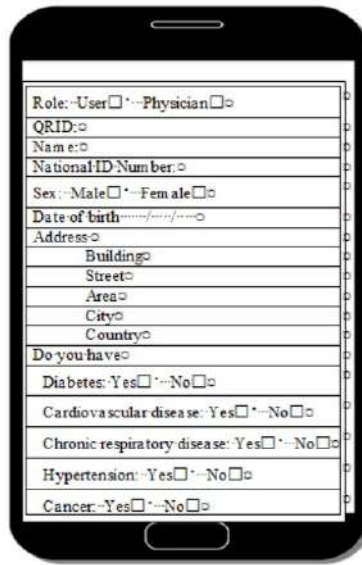 Role: User☐ Physician☐
QRID:
Name:
National ID Number:
Sex: Male☐ Female☐
Date of birth ....../...../.....
Address
Building
Street
Area
City
Country
Do you have
Diabetes: Yes☐ No☐
Cardiovascular disease: Yes☐ No☐
Chronic respiratory disease: Yes☐ No☐
Hypertension: Yes☐ No☐
Cancer: Yes☐ No☐